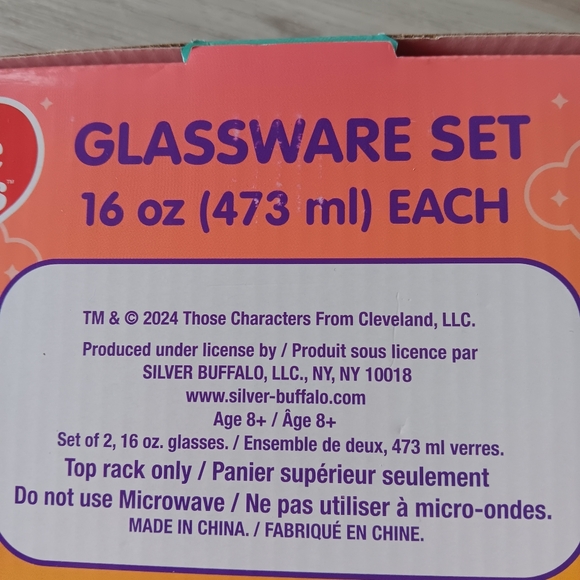 GLASSWARE SET
16 oz (473 ml) EACH
TM & © 2024 Those Characters From Cleveland, LLC.
Produced under license by / Produit sous licence par
SILVER BUFFALO, LLC., NY, NY 10018
www.silver-buffalo.com
Age 8+ / Âge 8+
Set of 2, 16 oz. glasses. / Ensemble de deux, 473 ml verres.
Top rack only / Panier supérieur seulement
Do not use Microwave / Ne pas utiliser à micro-ondes.
MADE IN CHINA. / FABRIQUÉ EN CHINE.